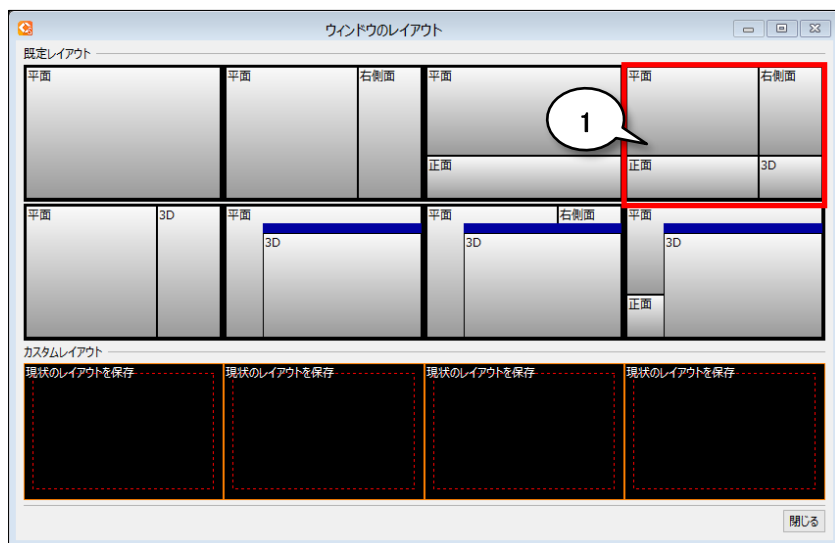 ウィンドウのレイアウト
既定レイアウト
平面
平面 右側面
平面
正面
平面 右側面
正面 3D
1
平面 3D
平面
3D
平面 右側面
3D
平面
3D
正面
カスタムレイアウト
現状のレイアウトを保存
現状のレイアウトを保存
現状のレイアウトを保存
現状のレイアウトを保存
閉じる